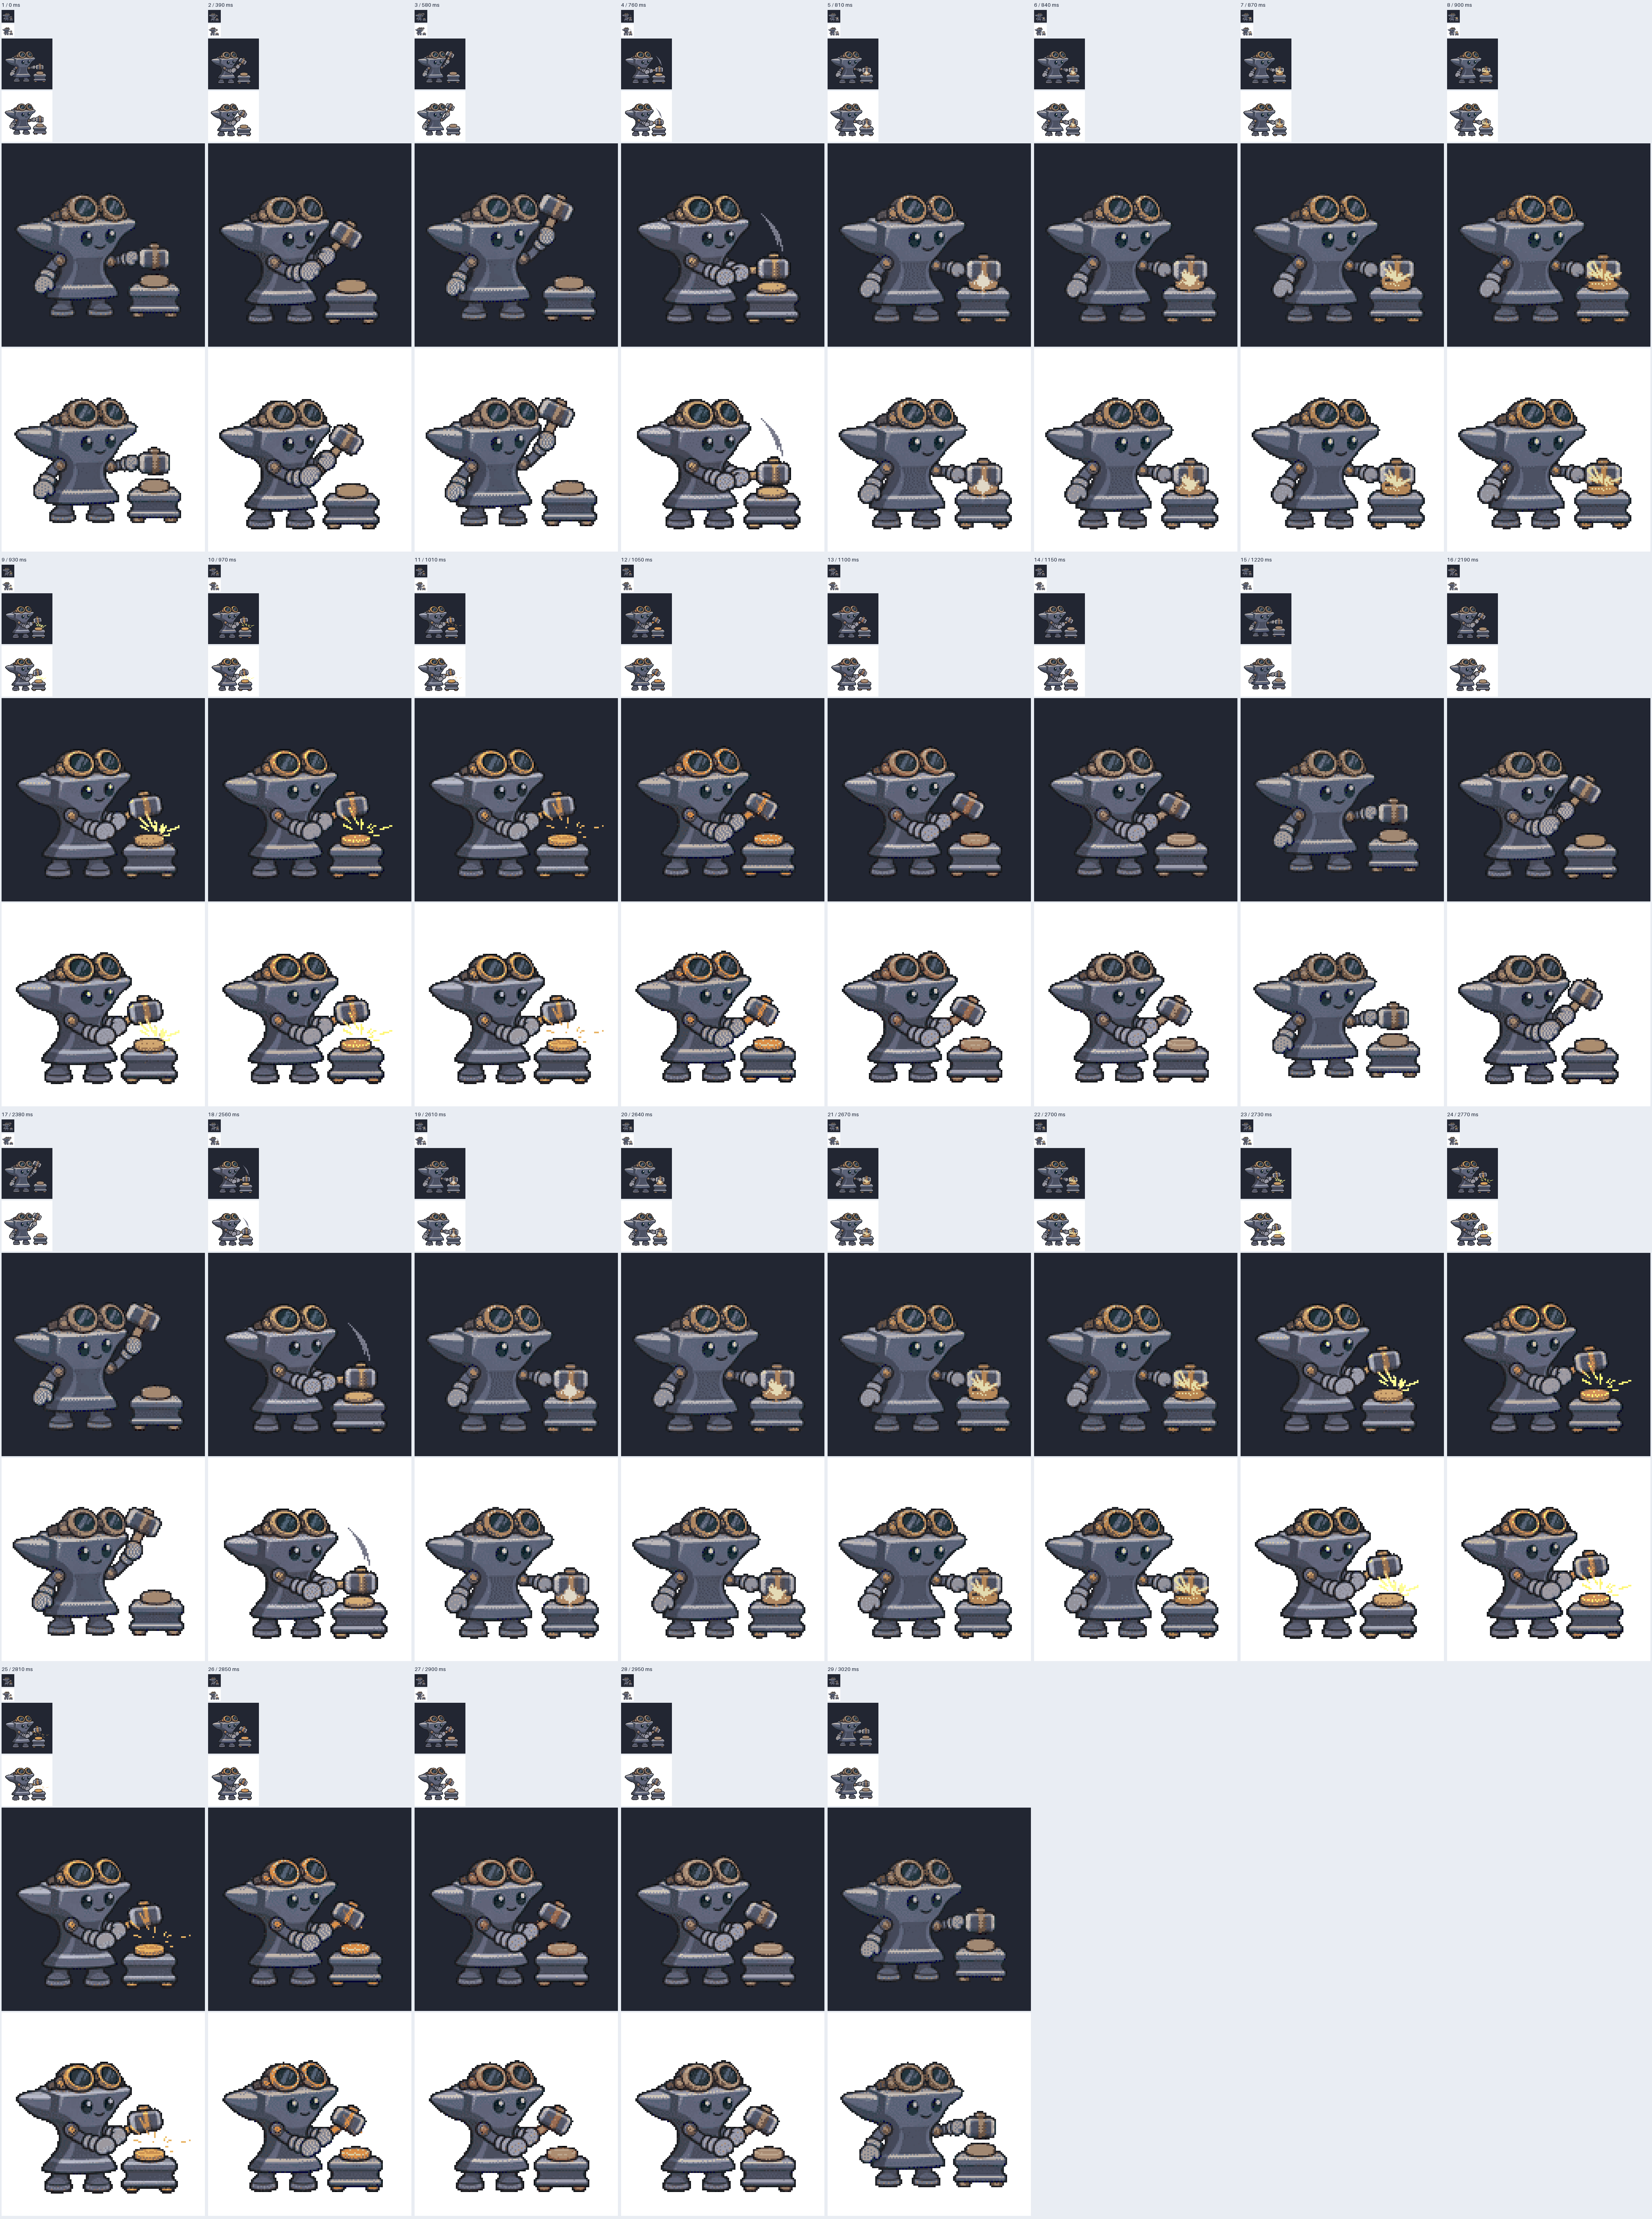 1 / 0 ms
2 / 390 ms
3 / 580 ms
4 / 760 ms
5 / 810 ms
6 / 840 ms
7 / 870 ms
8 / 900 ms
9 / 930 ms
10 / 970 ms
11 / 1010 ms
12 / 1050 ms
13 / 1100 ms
14 / 1150 ms
15 / 1220 ms
16 / 2190 ms
17 / 2380 ms
18 / 2560 ms
19 / 2610 ms
20 / 2640 ms
21 / 2670 ms
22 / 2700 ms
23 / 2730 ms
24 / 2770 ms
25 / 2810 ms
26 / 2850 ms
27 / 2900 ms
28 / 2950 ms
29 / 3020 ms